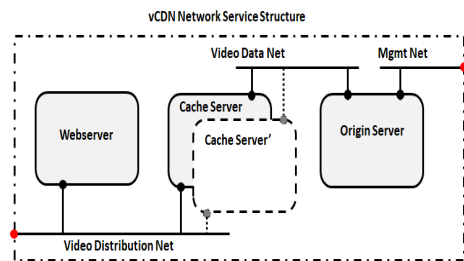 vCDN Network Service Structure
Video Data Net
Mgmt Net
Cache Server
Webserver
Cache Server'
Origin Server
Video Distribution Net